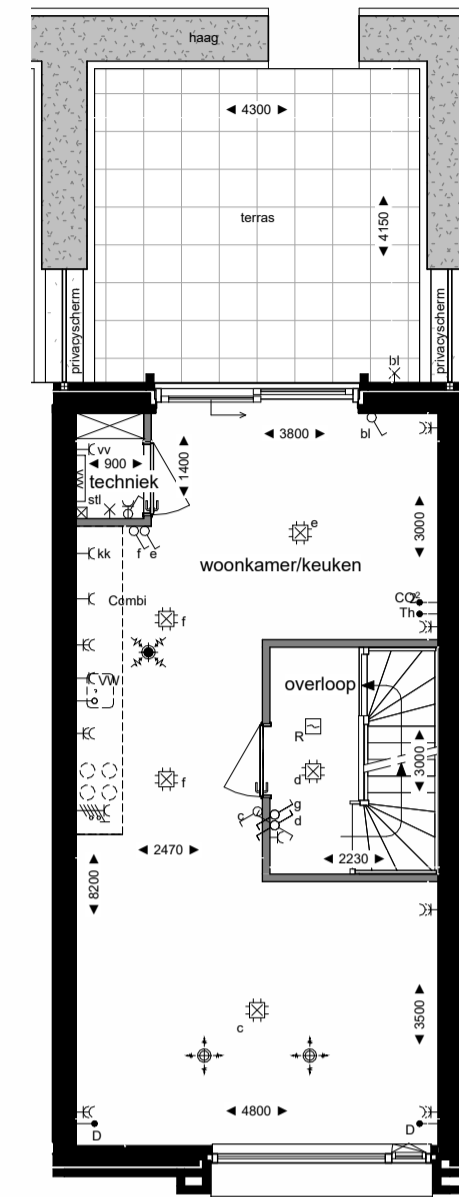 haag
4300
terras
4150
privacyscherm
privacyscherm
bl
3800
bl
vv
900
1400
techniek
stl
3000
e
kk
f
e
woonkamer/keuken
Combi
CO2
Th
f
overloop
VW
R
3000
d
f
g
c
d
2470
2230
8200
3500
c
4800
D
D